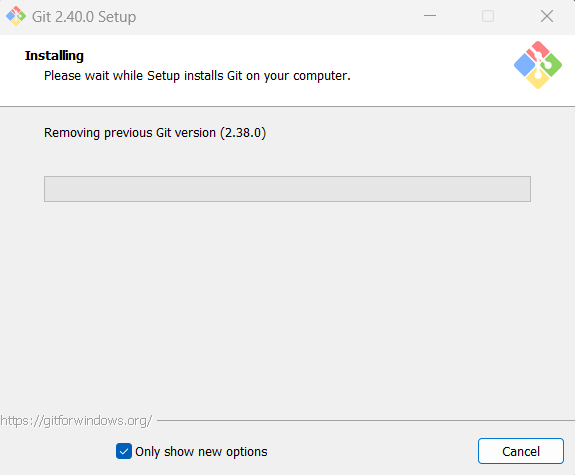 Git 2.40.0 Setup
Installing
Please wait while Setup installs Git on your computer.
Removing previous Git version (2.38.0)
https://gitforwindows.org/
Only show new options
Cancel